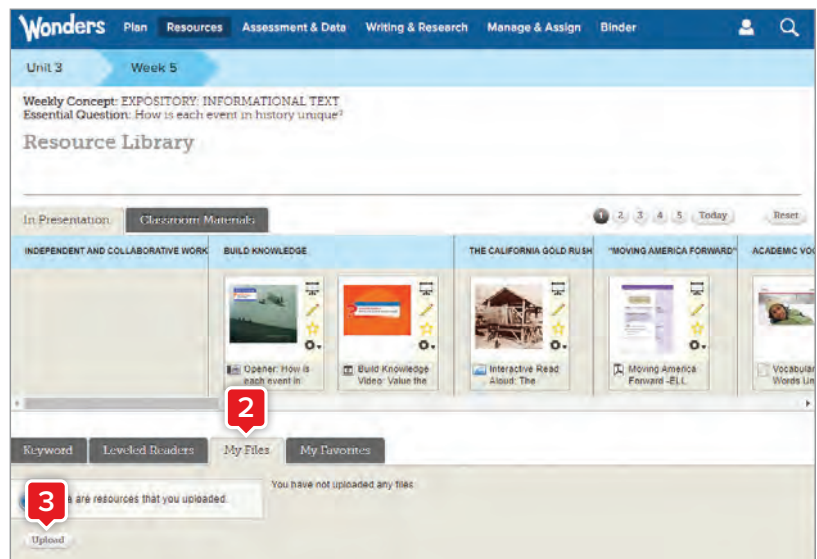 Wonders Plan Resources Assessment & Data Writing & Research Manage & Assign Binder
Unit 3 Week 5
Weekly Concept: EXPOSITORY: INFORMATIONAL TEXT
Essential Question: How is each event in history unique?
Resource Library
In Presentation Classroom Materials 1 2 3 4 5 Today Reset
INDEPENDENT AND COLLABORATIVE WORK BUILD KNOWLEDGE THE CALIFORNIA GOLD RUSH "MOVING AMERICA FORWARD" ACADEMIC VOC
Opener: How is Build Knowledge Interactive Read Moving America Vocabular
each event in Video: Value the Aloud: The Forward -ELL Words Lin
2
Keyword Leveled Readers My Files My Favorites
You have not uploaded any files
3 are resources that you uploaded.
Upload